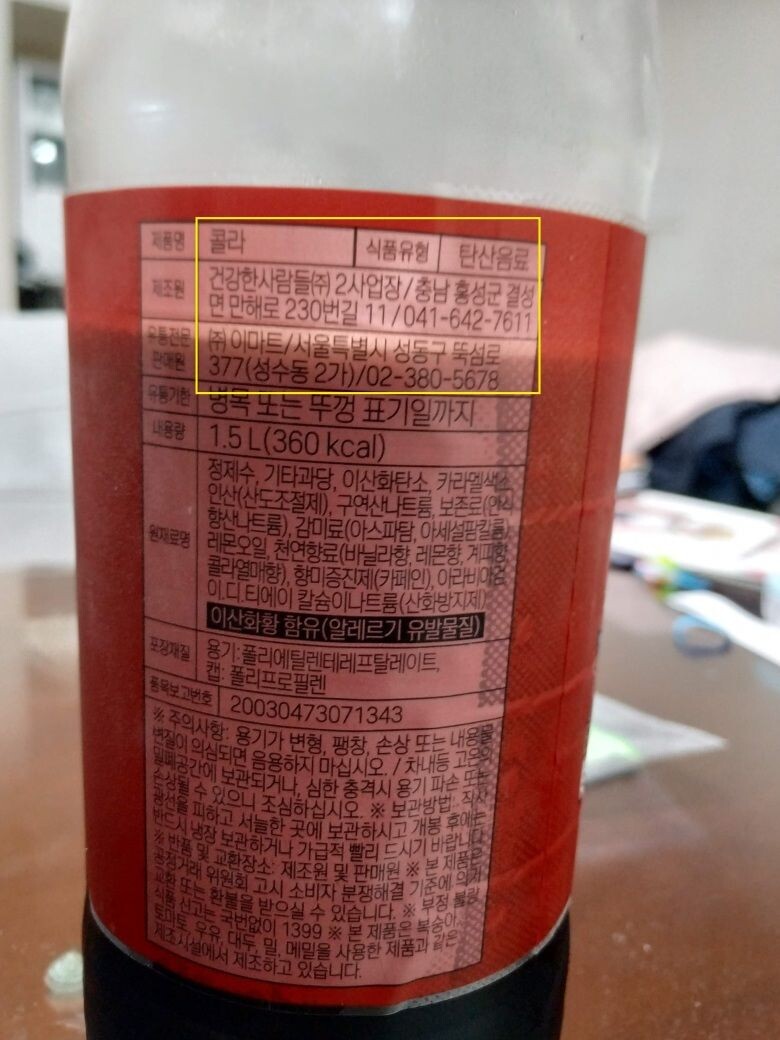 제품명 콜라 식품유형 탄산음료
제조원 건강한사람들㈜ 2사업장/충남 홍성군 결성
면 만해로 230번길 11/041-642-7611
유통전문 ㈜ 이마트/서울특별시 성동구 뚝섬로
판매원 377(성수동 2가)/02-380-5678
유통기한 병목 또는 뚜껑 표기일까지
내용량 1.5 L(360 kcal)
정제수, 기타과당, 이산화탄소, 카라멜색소,
인산(산도조절제), 구연산나트륨, 보존료(안식
향산나트륨), 감미료(아스파탐, 아세설팜칼륨),
원재료명 레몬오일, 천연향료(바닐라향, 레몬향, 계피향,
콜라열매향), 향미증진제(카페인), 아라비아검,
이.디.티에이 칼슘이나트륨(산화방지제)
이산화황 함유(알레르기 유발물질)
포장재질 용기:폴리에틸렌테레프탈레이트,
캡: 폴리프로필렌
품목보고번호 20030473071343
※ 주의사항: 용기가 변형, 팽창, 손상 또는 내용물
변질이 의심되면 음용하지 마십시오. / 차내등 고온의
밀폐공간에 보관되거나, 심한 충격시 용기 파손 또는
손상될 수 있으니 조심하십시오. ※ 보관방법: 직사
광선을 피하고 서늘한 곳에 보관하시고 개봉 후에는
반드시 냉장 보관하거나 가급적 빨리 드시기 바랍니다.
※ 반품 및 교환장소: 제조원 및 판매원 ※ 본 제품은
공정거래 위원회 고시 소비자 분쟁해결 기준에 의거
교환 또는 환불을 받으실 수 있습니다. ※ 부정 불량
식품 신고는 국번없이 1399 ※ 본 제품은 복숭아,
토마토, 우유, 대두, 밀, 메밀을 사용한 제품과 같은
제조시설에서 제조하고 있습니다.